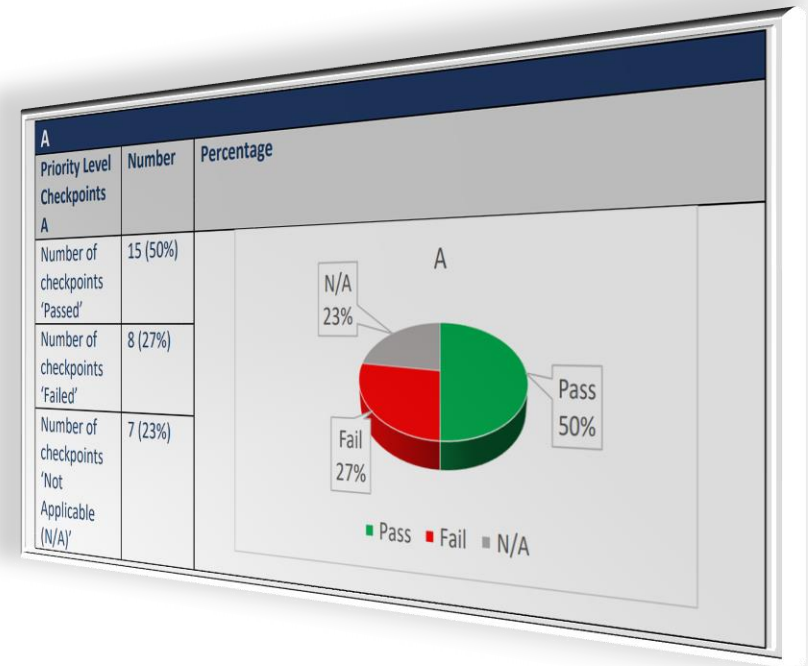 A
Priority Level
Checkpoints
A
Number
Percentage
Number of
checkpoints
‘Passed’
15 (50%)
Number of
checkpoints
‘Failed’
8 (27%)
Number of
checkpoints
‘Not
Applicable
(N/A)’
7 (23%)
A
N/A
23%
Pass
50%
Fail
27%
Pass Fail N/A